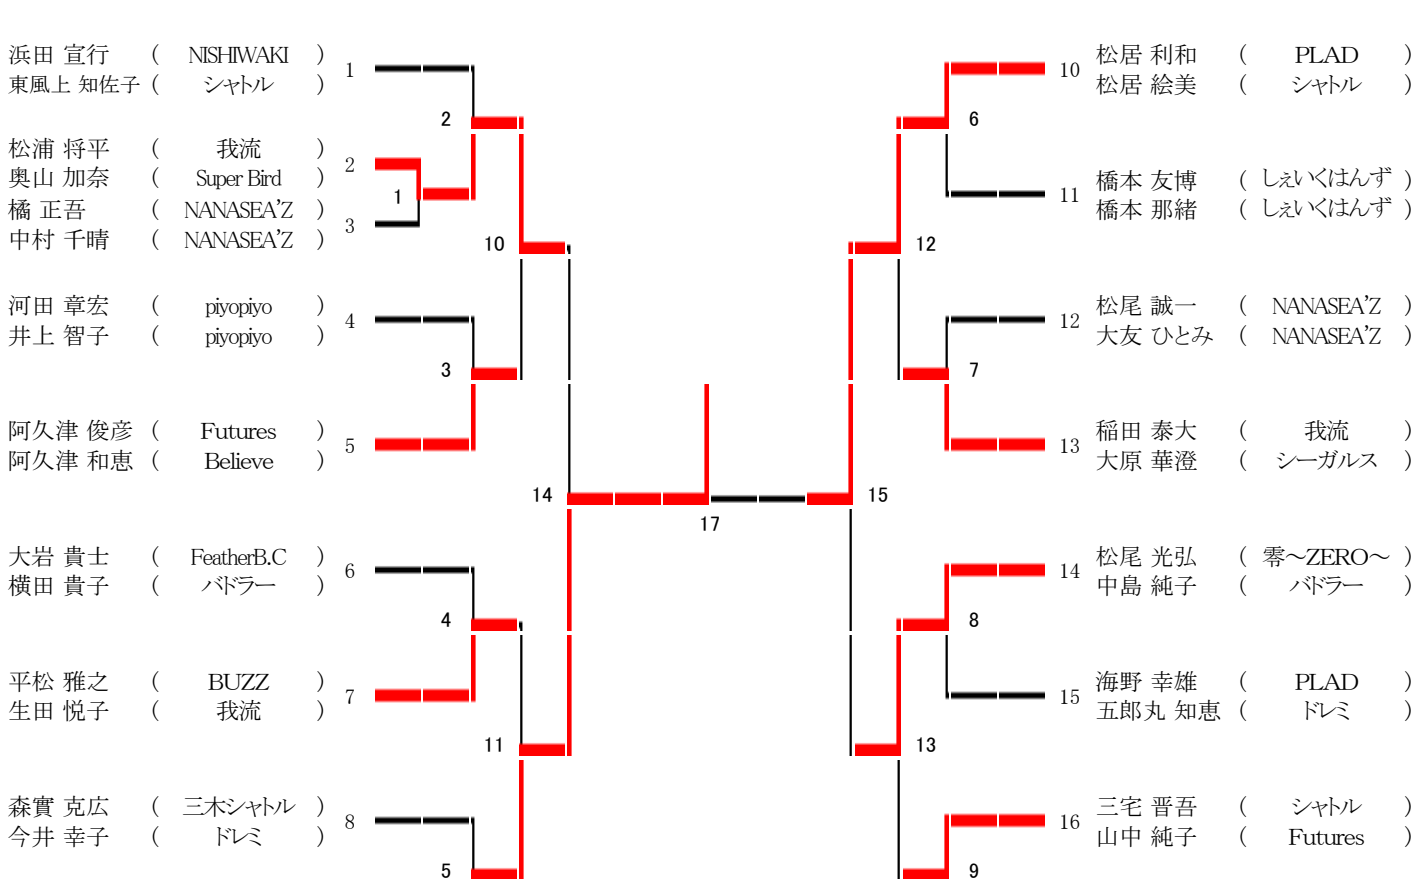 浜田 宣行 ( NISHIWAKI )
東風上 知佐子 ( シャトル )
1
2
松浦 将平 ( 我流 )
奥山 加奈 ( Super Bird )
2
1
橘 正吾 ( NANASEA'Z )
中村 千晴 ( NANASEA'Z )
3
10
河田 章宏 ( piyopiyo )
井上 智子 ( piyopiyo )
4
3
阿久津 俊彦 ( Futures )
阿久津 和恵 ( Believe )
5
14
大岩 貴士 ( FeatherB.C )
横田 貴子 ( バドラー )
6
4
平松 雅之 ( BUZZ )
生田 悦子 ( 我流 )
7
11
森實 克広 ( 三木シャトル )
今井 幸子 ( ドレミ )
8
5
17
松居 利和 ( PLAD )
松居 絵美 ( シャトル )
10
6
橋本 友博 ( しぇいくはんず )
橋本 那緒 ( しぇいくはんず )
11
12
松尾 誠一 ( NANASEA'Z )
大友 ひとみ ( NANASEA'Z )
12
7
稲田 泰大 ( 我流 )
大原 華澄 ( シーガルス )
13
15
松尾 光弘 ( 零～ZERO～ )
中島 純子 ( バドラー )
14
8
海野 幸雄 ( PLAD )
五郎丸 知恵 ( ドレミ )
15
13
三宅 晋吾 ( シャトル )
山中 純子 ( Futures )
16
9